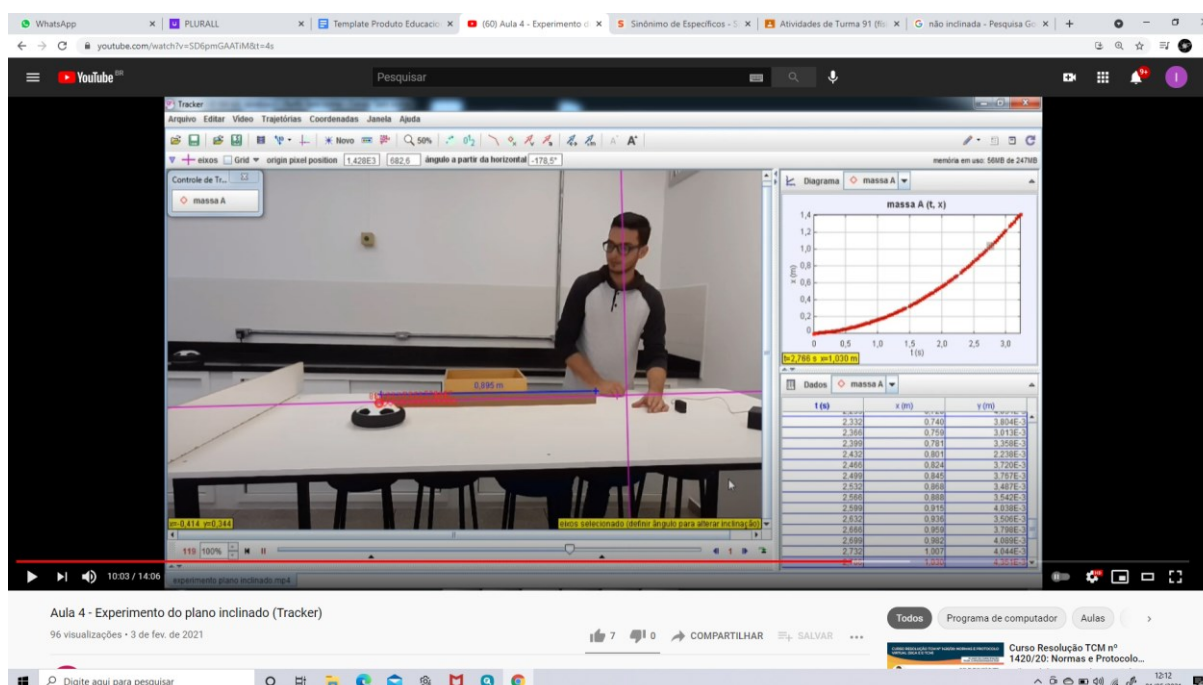 WhatsApp
PLURALL
Template Produto Educacio
(60) Aula 4 - Experimento d
Sinônimo de Específicos - S
Atividades de Turma 91 (fís
não inclinada - Pesquisa Go
youtube.com/watch?v=SD6pmGAATiM&t=4s
YouTube BR
Pesquisar
9+
I
Tracker
Arquivo Editar Video Trajetórias Coordenadas Janela Ajuda
Novo
50%
eixos Grid origin pixel position 1,428E3 682,6 ângulo a partir da horizontal -178,5°
memória em uso: 56MB de 247MB
Controle de Tr...
massa A
0,895 m
x=-0,414 y=0,344
eixos selecionado (definir ângulo para alterar inclinação)
119 100%
1
experimento plano inclinado.mp4
Diagrama massa A
massa A (t, x)
1,4
1,2
1,0
0,8
0,6
0,4
0,2
0
x (m)
0 0,5 1,0 1,5 2,0 2,5 3,0
t (s)
t=2,766 s x=1,030 m
Dados massa A
t (s) x (m) y (m)
2,332 0,740 3,804E-3
2,366 0,759 3,013E-3
2,399 0,781 3,358E-3
2,432 0,801 2,238E-3
2,466 0,824 3,720E-3
2,499 0,845 3,767E-3
2,532 0,868 3,487E-3
2,566 0,888 3,542E-3
2,599 0,915 4,038E-3
2,632 0,936 3,506E-3
2,666 0,959 3,798E-3
2,699 0,982 4,089E-3
2,732 1,007 4,044E-3
1,030 4,351E-3
10:03 / 14:06
Aula 4 - Experimento do plano inclinado (Tracker)
96 visualizações • 3 de fev. de 2021
7
0
COMPARTILHAR
SALVAR
Todos
Programa de computador
Aulas
Curso Resolução TCM nº
1420/20: Normas e Protocolo...
Digite aqui para pesquisar
12:12